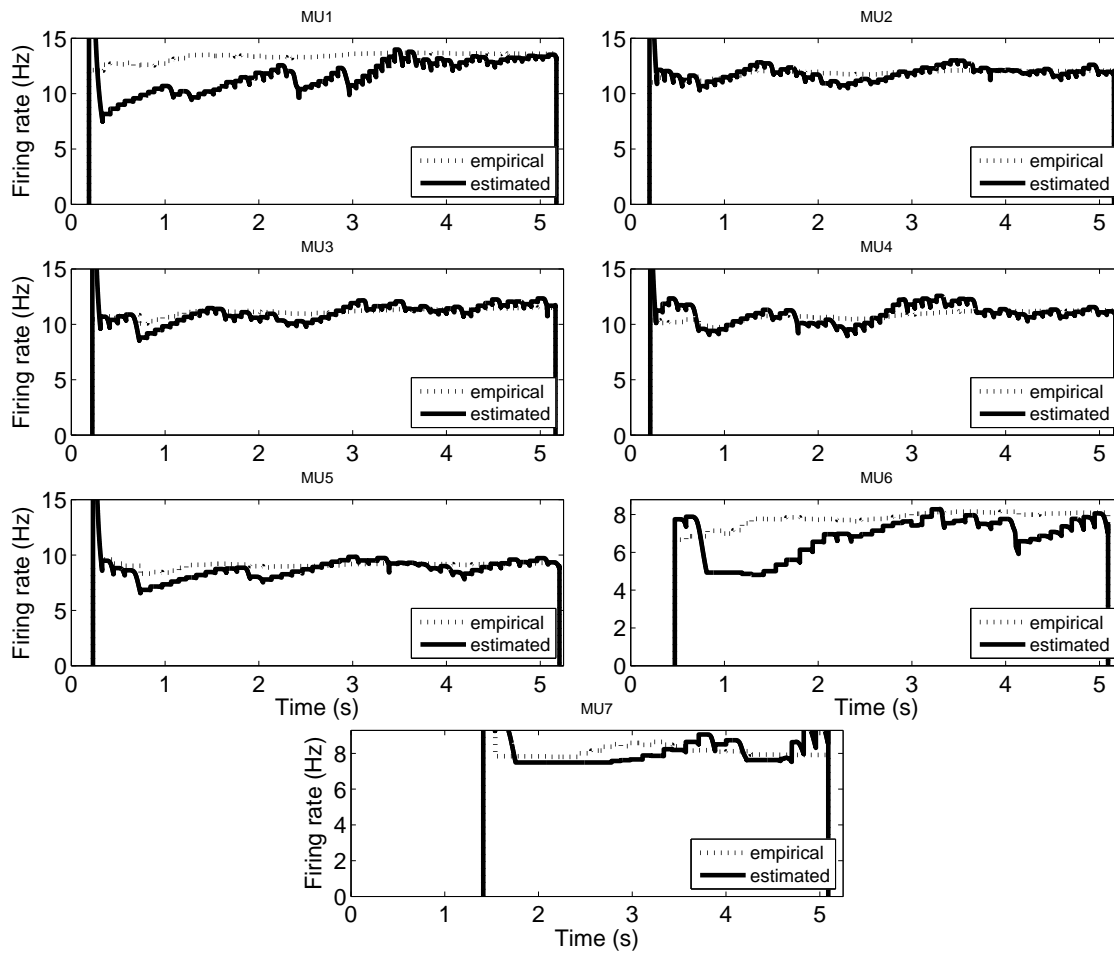 MU1
15
10
5
0
Firing rate (Hz)
empirical
estimated
0 1 2 3 4 5
MU2
15
10
5
0
empirical
estimated
0 1 2 3 4 5
MU3
15
10
5
0
Firing rate (Hz)
empirical
estimated
0 1 2 3 4 5
MU4
15
10
5
0
empirical
estimated
0 1 2 3 4 5
MU5
15
10
5
0
Firing rate (Hz)
empirical
estimated
0 1 2 3 4 5
Time (s)
MU6
8
6
4
2
0
empirical
estimated
0 1 2 3 4 5
Time (s)
MU7
8
6
4
2
0
Firing rate (Hz)
empirical
estimated
0 1 2 3 4 5
Time (s)